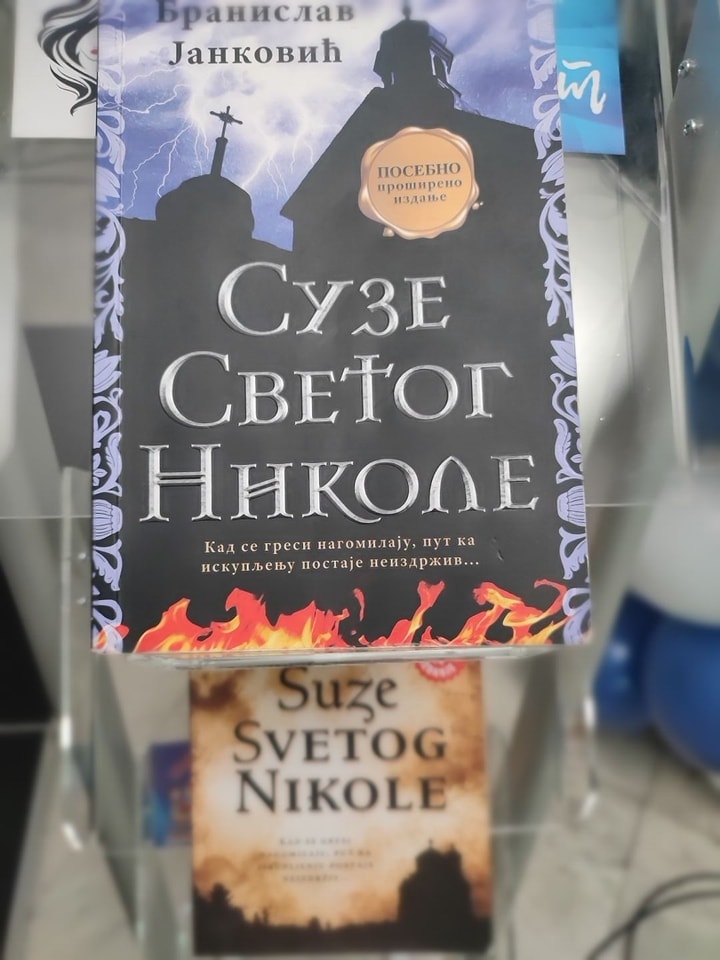 Бранислав
Јанковић
ПОСЕБНО
проширено
издање
Сузе
Светог
Николе
Кад се греси нагомилају, пут ка
искупљењу постаје неиздржив...
Suze
Svetog
Nikole